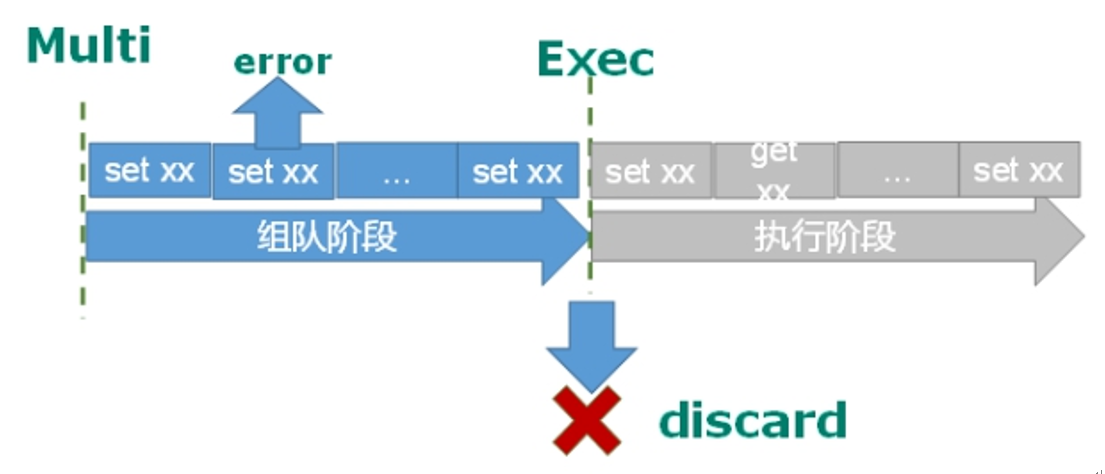 Multi
error
Exec
set xx
set xx
...
set xx
set xx
get
xx
...
set xx
组队阶段
执行阶段
discard